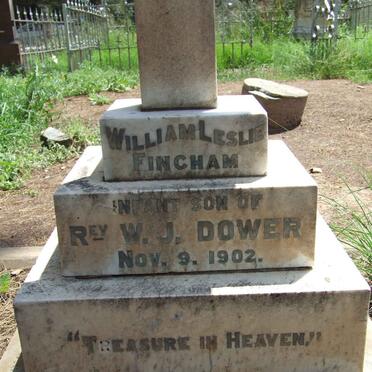 William Leslie
Fincham
INFANT SON OF
Rev W. J. DOWER
Nov. 9. 1902.
"Treasure in Heaven,"